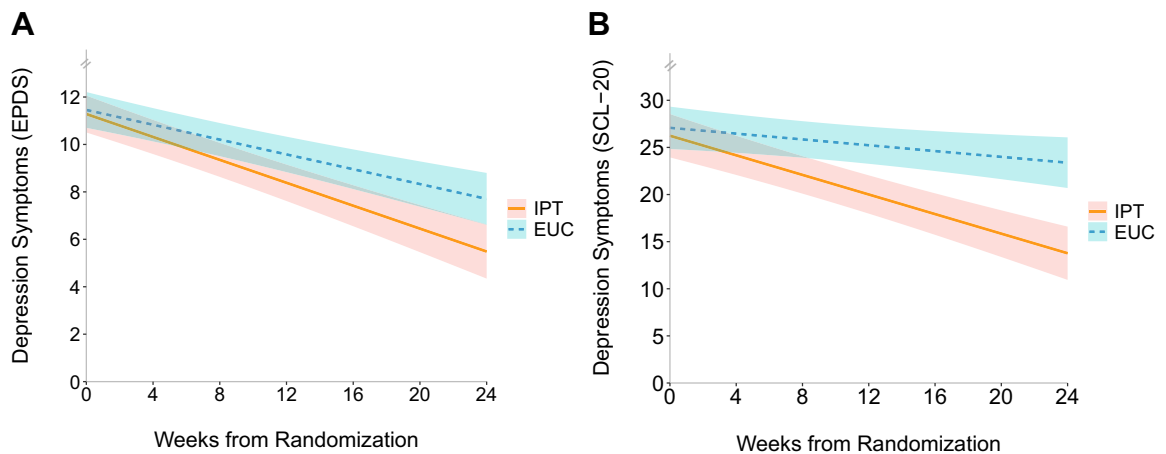 A
Depression Symptoms (EPDS)
12
10
8
6
4
2
0
0 4 8 12 16 20 24
Weeks from Randomization
IPT
EUC
B
Depression Symptoms (SCL−20)
30
25
20
15
10
5
0
0 4 8 12 16 20 24
Weeks from Randomization
IPT
EUC